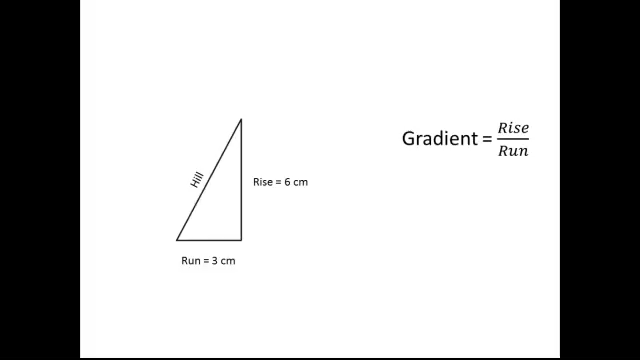 Gradient = Rise/Run
Hill
Rise = 6 cm
Run = 3 cm